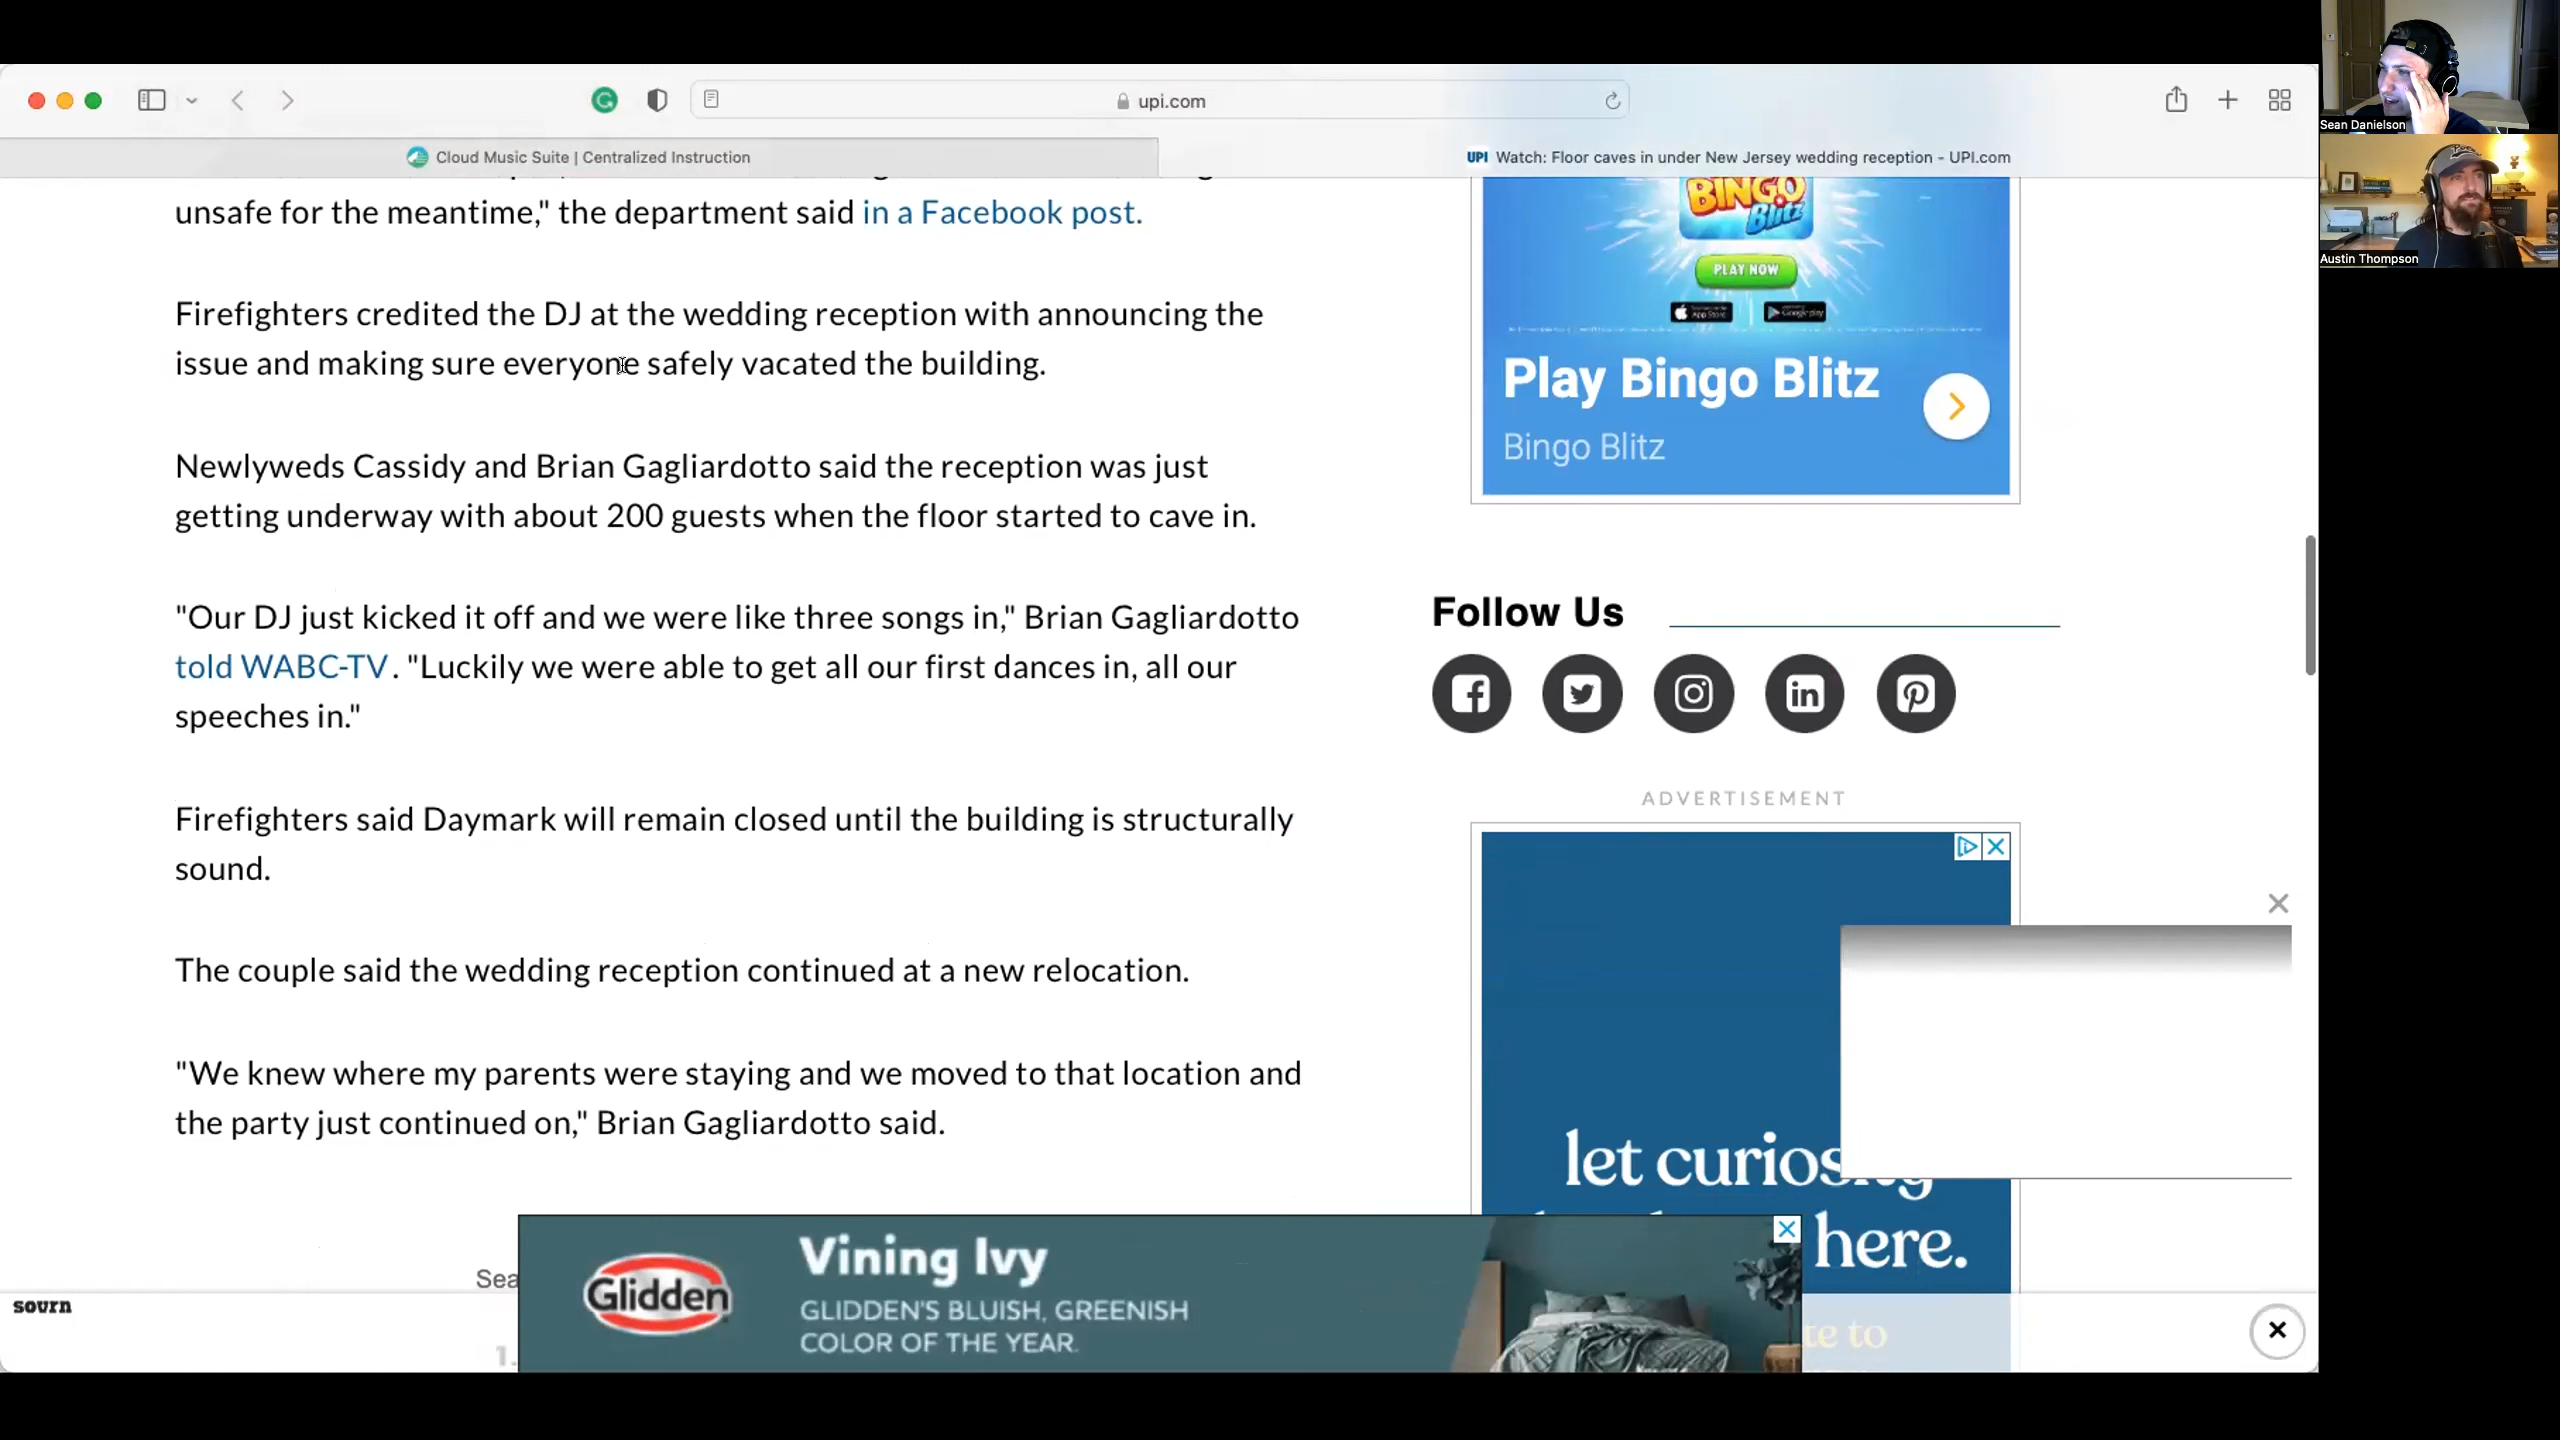 upi.com
Cloud Music Suite | Centralized Instruction
UPI Watch: Floor caves in under New Jersey wedding reception - UPI.com
Sean Danielson
Austin Thompson
unsafe for the meantime," the department said in a Facebook post.
Firefighters credited the DJ at the wedding reception with announcing the
issue and making sure everyone safely vacated the building.
Newlyweds Cassidy and Brian Gagliardotto said the reception was just
getting underway with about 200 guests when the floor started to cave in.
"Our DJ just kicked it off and we were like three songs in," Brian Gagliardotto
told WABC-TV. "Luckily we were able to get all our first dances in, all our
speeches in."
Firefighters said Daymark will remain closed until the building is structurally
sound.
The couple said the wedding reception continued at a new relocation.
"We knew where my parents were staying and we moved to that location and
the party just continued on," Brian Gagliardotto said.
BINGO
Blitz
PLAY NOW
App Store
Google play
Play Bingo Blitz
Bingo Blitz
Follow Us
ADVERTISEMENT
let
here.
te to
Sea
sovrn
1.
Glidden
Vining Ivy
GLIDDEN'S BLUISH, GREENISH
COLOR OF THE YEAR.